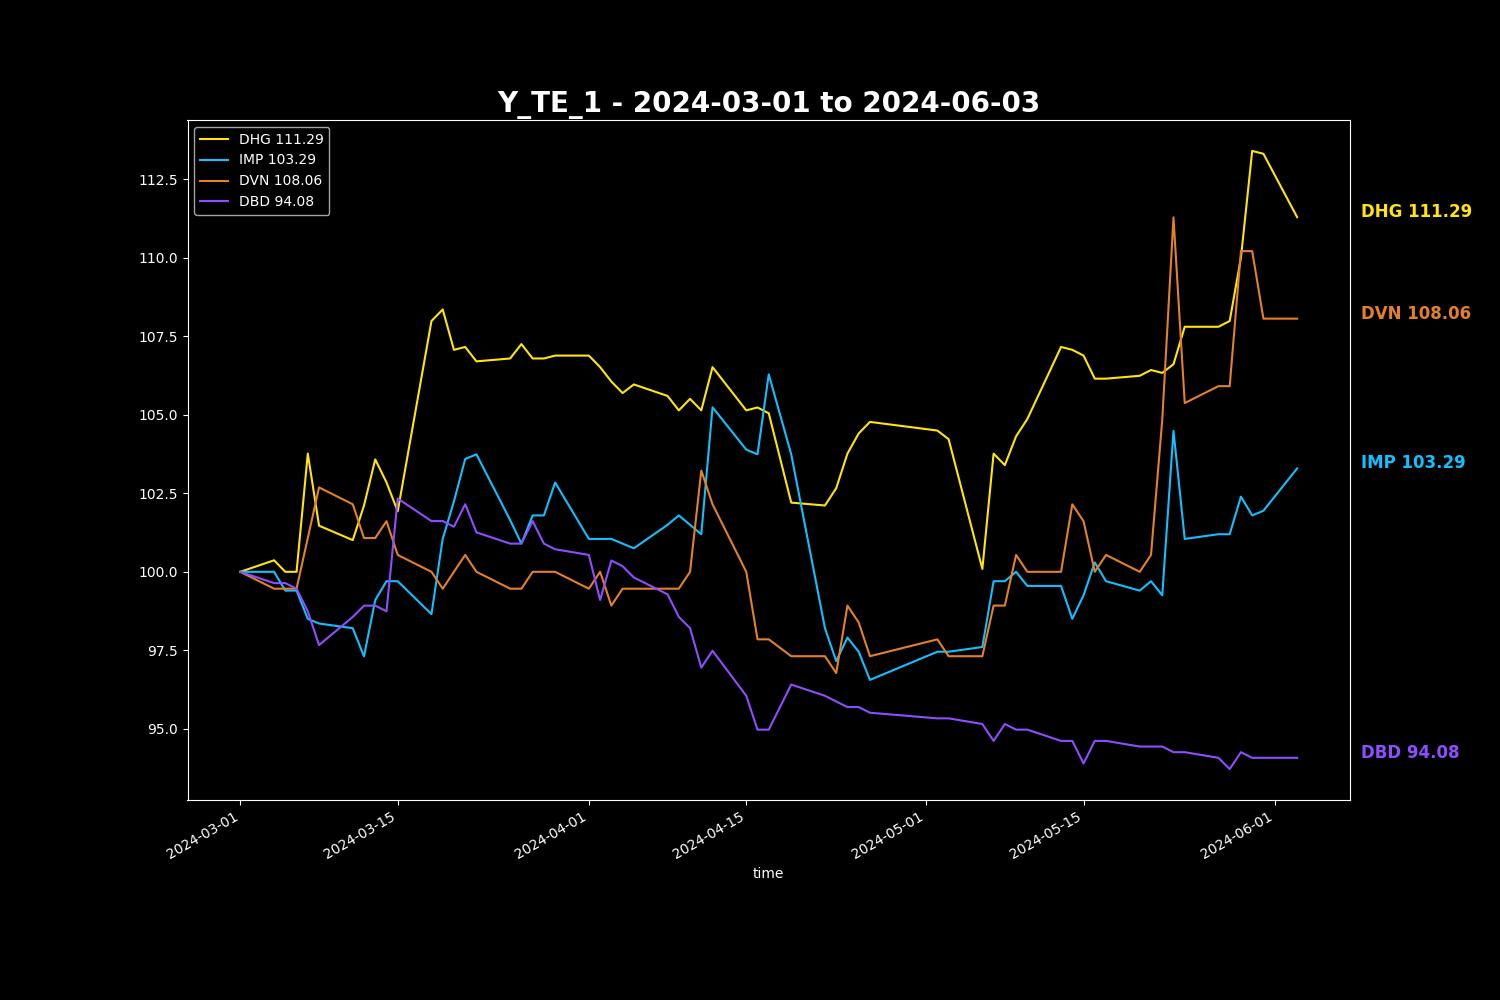 Y_TE_1 - 2024-03-01 to 2024-06-03
DHG 111.29
IMP 103.29
DVN 108.06
DBD 94.08
112.5
110.0
107.5
105.0
102.5
100.0
97.5
95.0
DHG 111.29
DVN 108.06
IMP 103.29
DBD 94.08
2024-03-01
2024-03-15
2024-04-01
2024-04-15
2024-05-01
2024-05-15
2024-06-01
time